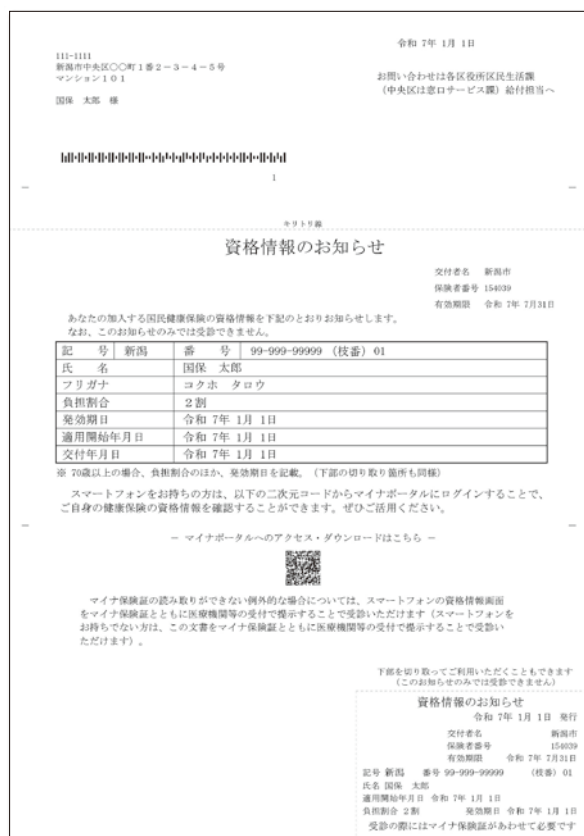 令和 7年 1月 1日
111-1111
新潟市中央区〇〇町1番2－3－4－5号
マンション101
お問い合わせは各区役所区民生活課
（中央区は窓口サービス課）給付担当へ
国保　太郎　様
1
キリトリ線
資格情報のお知らせ
交付者名　新潟市
保険者番号　154039
有効期限　令和 7年 7月31日
あなたの加入する国民健康保険の資格情報を下記のとおりお知らせします。
なお、このお知らせのみでは受診できません。
記　号　新潟　番　号　99-999-99999　（枝番）01
氏　名　国保　太郎
フリガナ　コクホ　タロウ
負担割合　２割
発効期日　令和 7年 1月 1日
適用開始年月日　令和 7年 1月 1日
交付年月日　令和 7年 1月 1日
※ 70歳以上の場合、負担割合のほか、発効期日を記載。（下部の切り取り箇所も同様）
スマートフォンをお持ちの方は、以下の二次元コードからマイナポータルにログインすることで、
ご自身の健康保険の資格情報を確認することができます。ぜひご活用ください。
－ マイナポータルへのアクセス・ダウンロードはこちら －
マイナ保険証の読み取りができない例外的な場合については、スマートフォンの資格情報画面
をマイナ保険証とともに医療機関等の受付で提示することで受診いただけます（スマートフォンを
お持ちでない方は、この文書をマイナ保険証とともに医療機関等の受付で提示することで受診い
ただけます）。
下部を切り取ってご利用いただくこともできます
（このお知らせのみでは受診できません）
資格情報のお知らせ
令和 7年 1月 1日 発行
交付者名　新潟市
保険者番号　154039
有効期限　令和 7年 7月31日
記号 新潟　番号 99-999-99999　（枝番）01
氏名 国保　太郎
適用開始年月日 令和 7年 1月 1日
負担割合 ２割　発効期日 令和 7年 1月 1日
受診の際にはマイナ保険証があわせて必要です